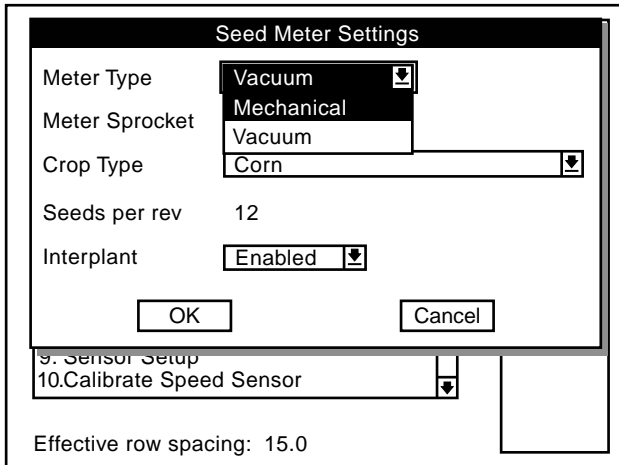 Seed Meter Settings
Meter Type Vacuum
Mechanical
Meter Sprocket
Vacuum
Crop Type Corn
Seeds per rev 12
Interplant Enabled
OK Cancel
9. Sensor Setup
10.Calibrate Speed Sensor
Effective row spacing: 15.0